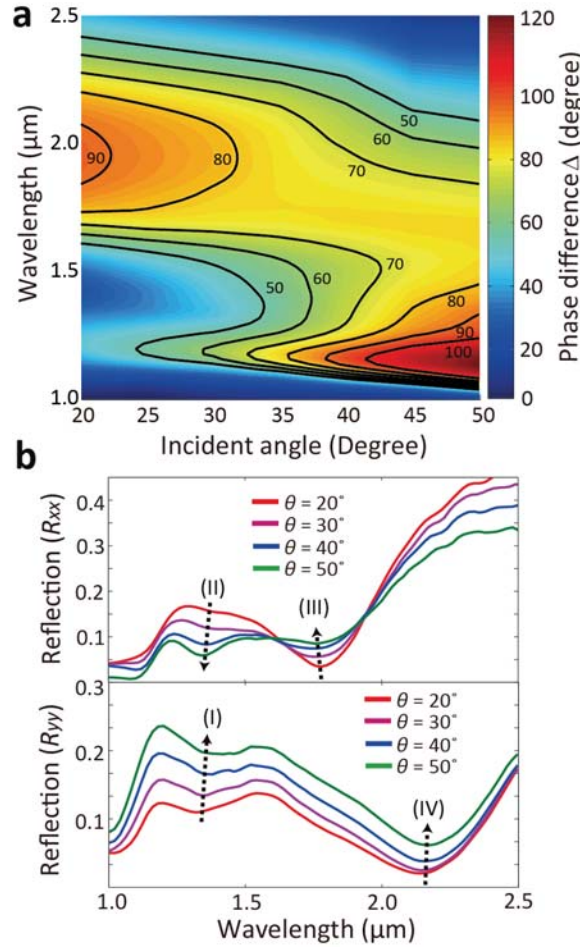 a
2.5
2.0
1.5
1.0
Wavelength (μm)
50
60
70
80
90
50
60
70
80
90
100
20 25 30 35 40 45 50
Incident angle (Degree)
120
100
80
60
40
20
0
Phase differenceΔ (degree)
b
0.4
0.3
0.2
0.1
Reflection (Rxx)
θ = 20°
θ = 30°
θ = 40°
θ = 50°
(II)
(III)
0.3
0.2
0.1
Reflection (Ryy)
(I)
θ = 20°
θ = 30°
θ = 40°
θ = 50°
(IV)
1.0 1.5 2.0 2.5
Wavelength (μm)